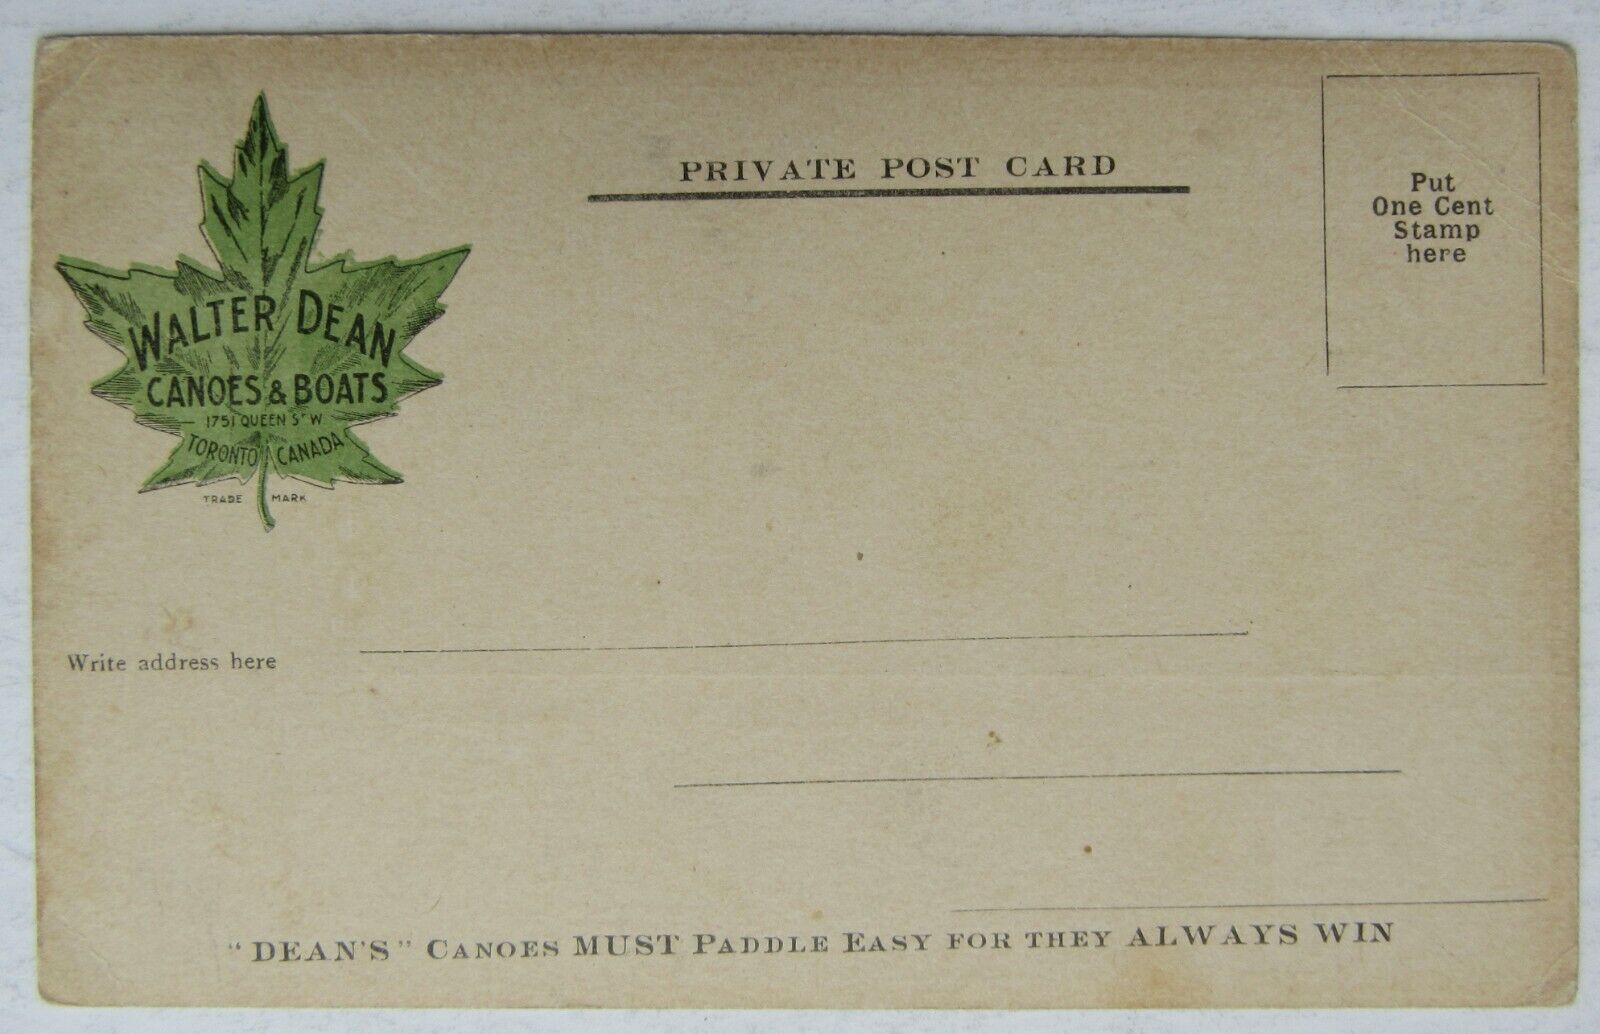 PRIVATE POST CARD
Put
One Cent
Stamp
here
WALTER DEAN
CANOES & BOATS
1751 QUEEN ST W
TORONTO CANADA
TRADE MARK
Write address here
"DEAN'S" CANOES MUST PADDLE EASY FOR THEY ALWAYS WIN